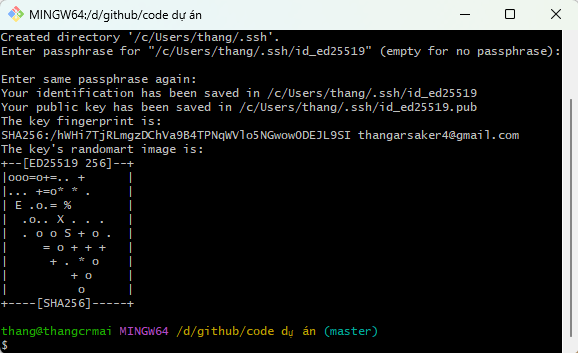 MINGW64:/d/github/code dự án
Created directory '/c/Users/thang/.ssh'.
Enter passphrase for "/c/Users/thang/.ssh/id_ed25519" (empty for no passphrase):
Enter same passphrase again:
Your identification has been saved in /c/Users/thang/.ssh/id_ed25519
Your public key has been saved in /c/Users/thang/.ssh/id_ed25519.pub
The key fingerprint is:
SHA256:/hWHi7TjRLmgzDChVa9B4TPNqWVlo5NGwowODEJL9SI thangarsaker4@gmail.com
The key's randomart image is:
+--[ED25519 256]--+
|ooo=o+=.. +      |
|... +=o* * .     |
| E .o.= %        |
|  .o.. X . . .   |
|  . o o S + o .  |
|     = o + + +   |
|      + . * o    |
|         + o     |
|          o      |
+----[SHA256]-----+
thang@thangcrmai MINGW64 /d/github/code dự án (master)
$